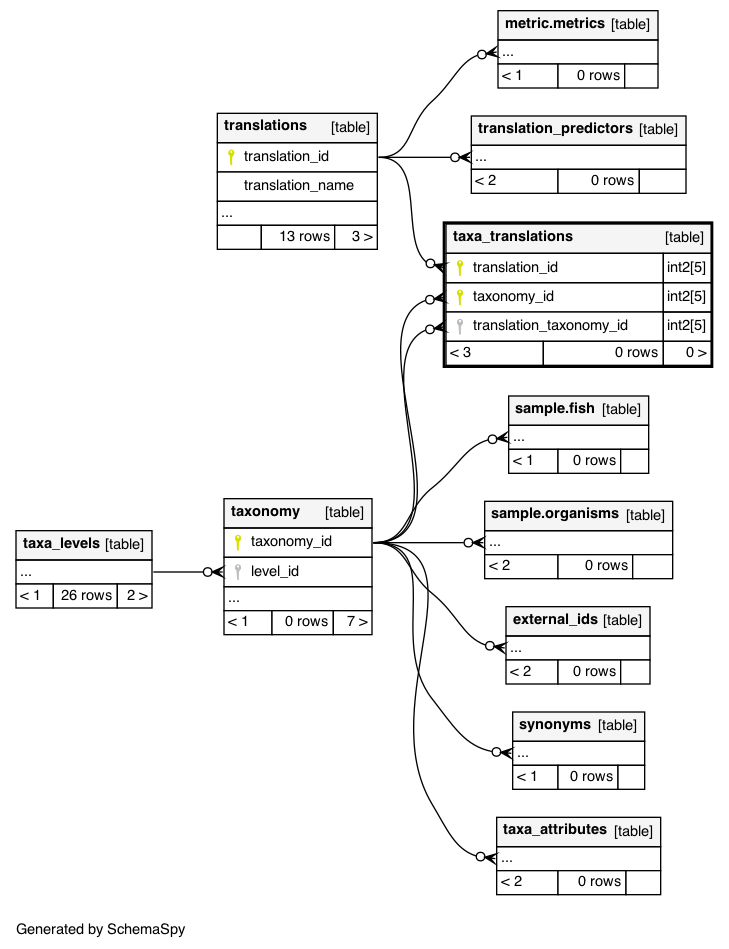 metric.metrics [table]
...
< 1 0 rows
translations [table]
translation_id
translation_name
...
13 rows 3 >
translation_predictors [table]
...
< 2 0 rows
taxa_translations [table]
translation_id int2[5]
taxonomy_id int2[5]
translation_taxonomy_id int2[5]
< 3 0 rows 0 >
sample.fish [table]
...
< 1 0 rows
taxonomy [table]
taxonomy_id
level_id
...
< 1 0 rows 7 >
taxa_levels [table]
...
< 1 26 rows 2 >
sample.organisms [table]
...
< 2 0 rows
external_ids [table]
...
< 2 0 rows
synonyms [table]
...
< 1 0 rows
taxa_attributes [table]
...
< 2 0 rows
Generated by SchemaSpy